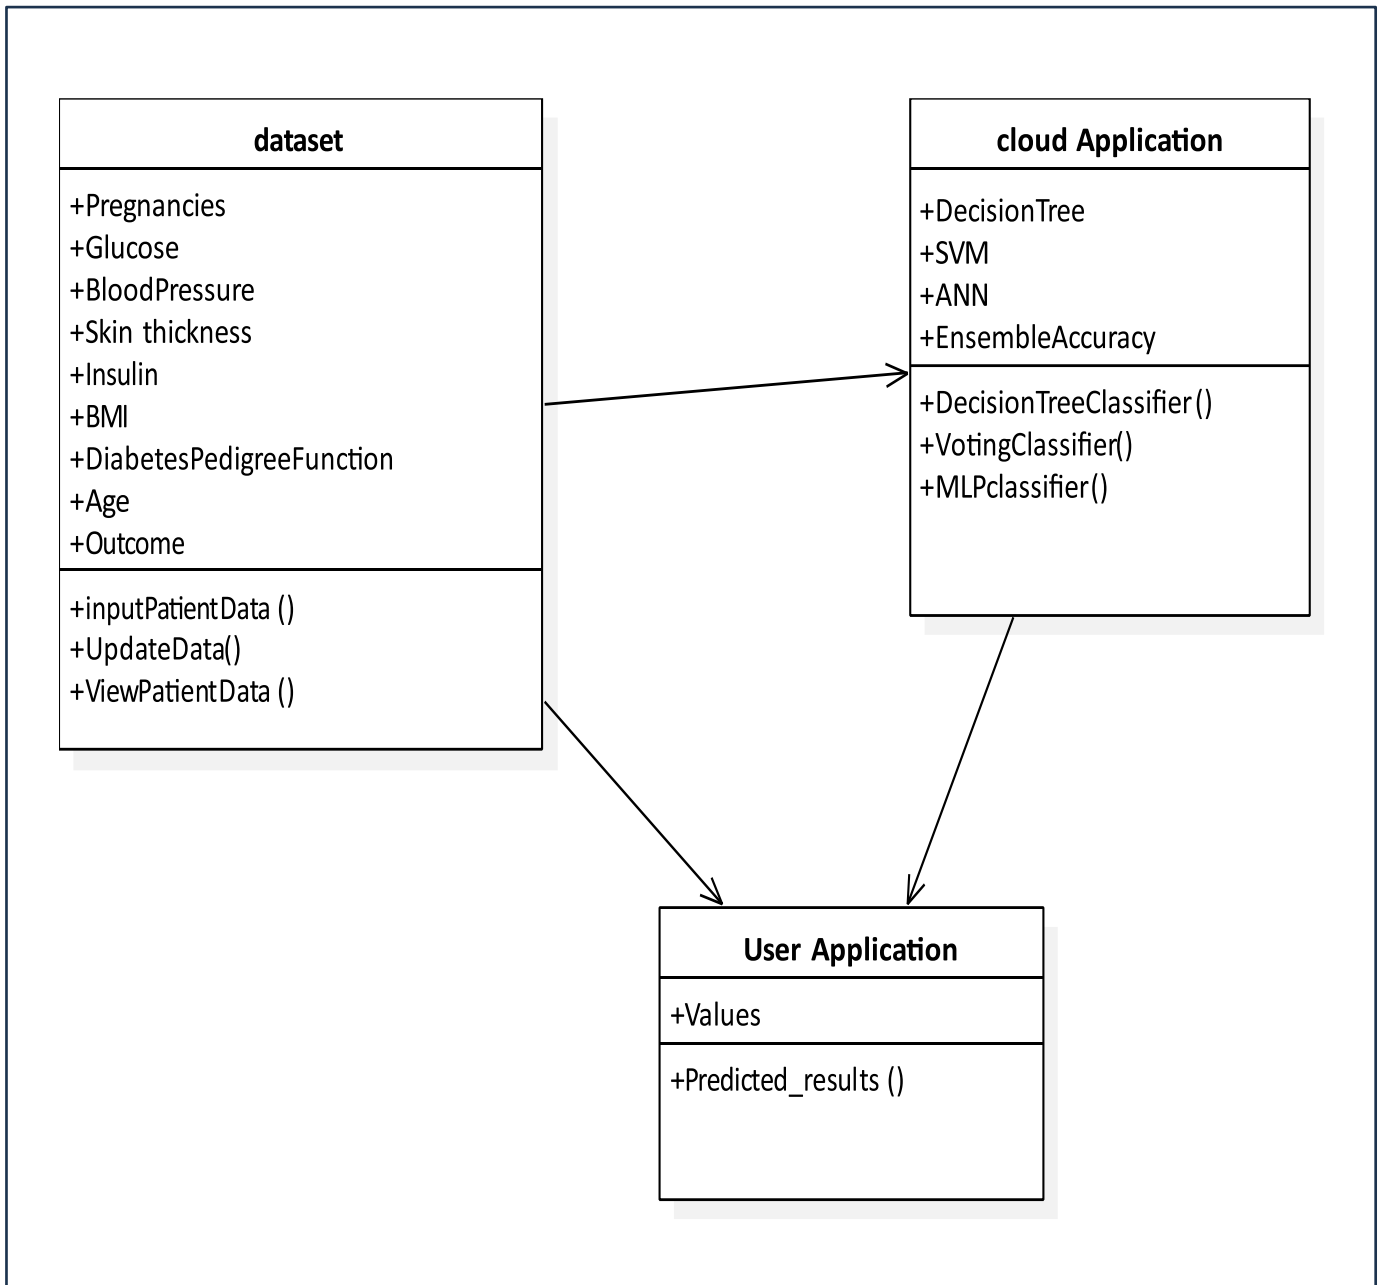 dataset
+Pregnancies
+Glucose
+BloodPressure
+Skin thickness
+Insulin
+BMI
+DiabetesPedigreeFunction
+Age
+Outcome
+inputPatientData ()
+UpdateData()
+ViewPatientData ()
cloud Application
+DecisionTree
+SVM
+ANN
+EnsembleAccuracy
+DecisionTreeClassifier ()
+VotingClassifier()
+MLPclassifier ()
User Application
+Values
+Predicted_results ()